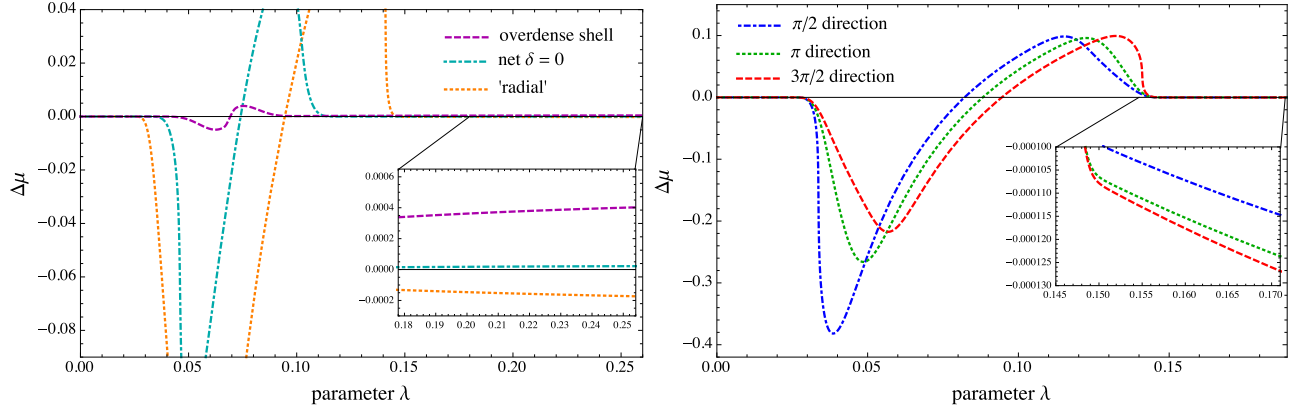 0.04
0.02
0.00
−0.02
−0.04
−0.06
−0.08
Δμ
overdense shell
net δ = 0
'radial'
0.0006
0.0004
0.0002
0.0000
−0.0002
0.18 0.19 0.20 0.21 0.22 0.23 0.24 0.25
0.00 0.05 0.10 0.15 0.20 0.25
parameter λ
0.1
0.0
−0.1
−0.2
−0.3
−0.4
Δμ
π/2 direction
π direction
3π/2 direction
−0.000100
−0.000105
−0.000110
−0.000115
−0.000120
−0.000125
−0.000130
0.145 0.150 0.155 0.160 0.165 0.170
0.00 0.05 0.10 0.15
parameter λ